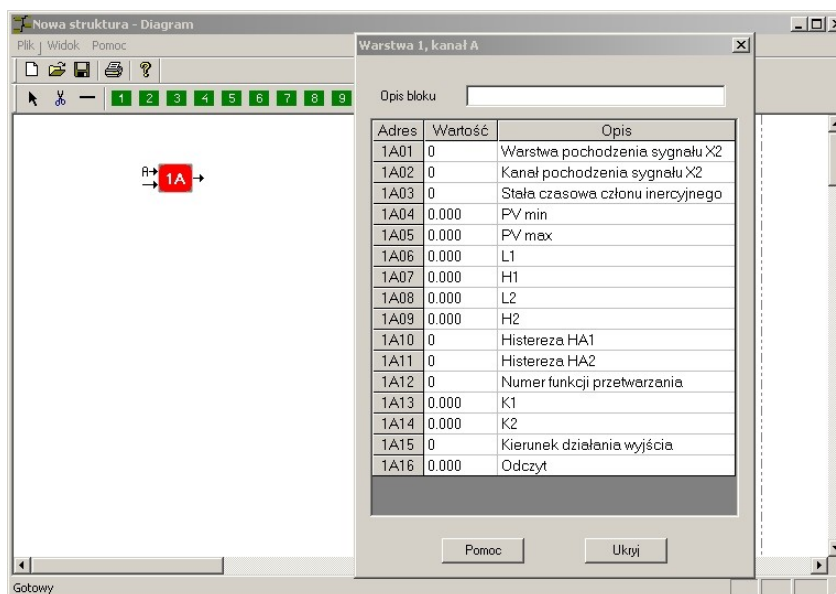 Nowa struktura - Diagram
Plik Widok Pomoc
1 2 3 4 5 6 7 8 9
A
1A
Warstwa 1, kanał A
Opis bloku
Adres Wartość Opis
1A01 0 Warstwa pochodzenia sygnału X2
1A02 0 Kanał pochodzenia sygnału X2
1A03 0 Stała czasowa członu inercyjnego
1A04 0.000 PV min
1A05 0.000 PV max
1A06 0.000 L1
1A07 0.000 H1
1A08 0.000 L2
1A09 0.000 H2
1A10 0 Histereza HA1
1A11 0 Histereza HA2
1A12 0 Numer funkcji przetwarzania
1A13 0.000 K1
1A14 0.000 K2
1A15 0 Kierunek działania wyjścia
1A16 0.000 Odczyt
Pomoc Ukryj
Gotowy